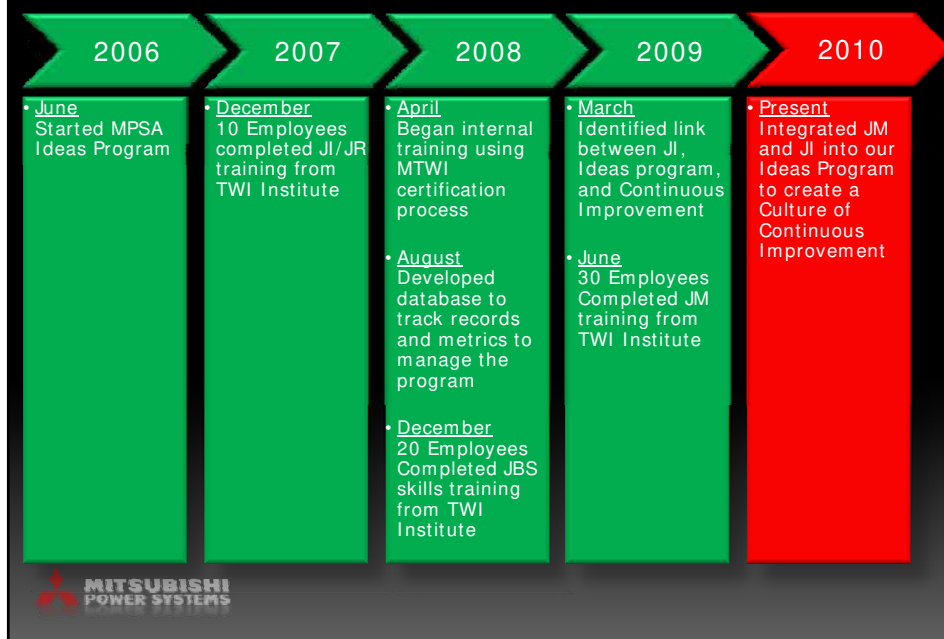 2006
2007
2008
2009
2010
• June
Started MPSA
Ideas Program
• December
10 Employees
completed JI/JR
training from
TWI Institute
• April
Began internal
training using
MTWI
certification
process
• August
Developed
database to
track records
and metrics to
manage the
program
• December
20 Employees
Completed JBS
skills training
from TWI
Institute
• March
Identified link
between JI,
Ideas program,
and Continuous
Improvement
• June
30 Employees
Completed JM
training from
TWI Institute
• Present
Integrated JM
and JI into our
Ideas Program
to create a
Culture of
Continuous
Improvement
MITSUBISHI
POWER SYSTEMS